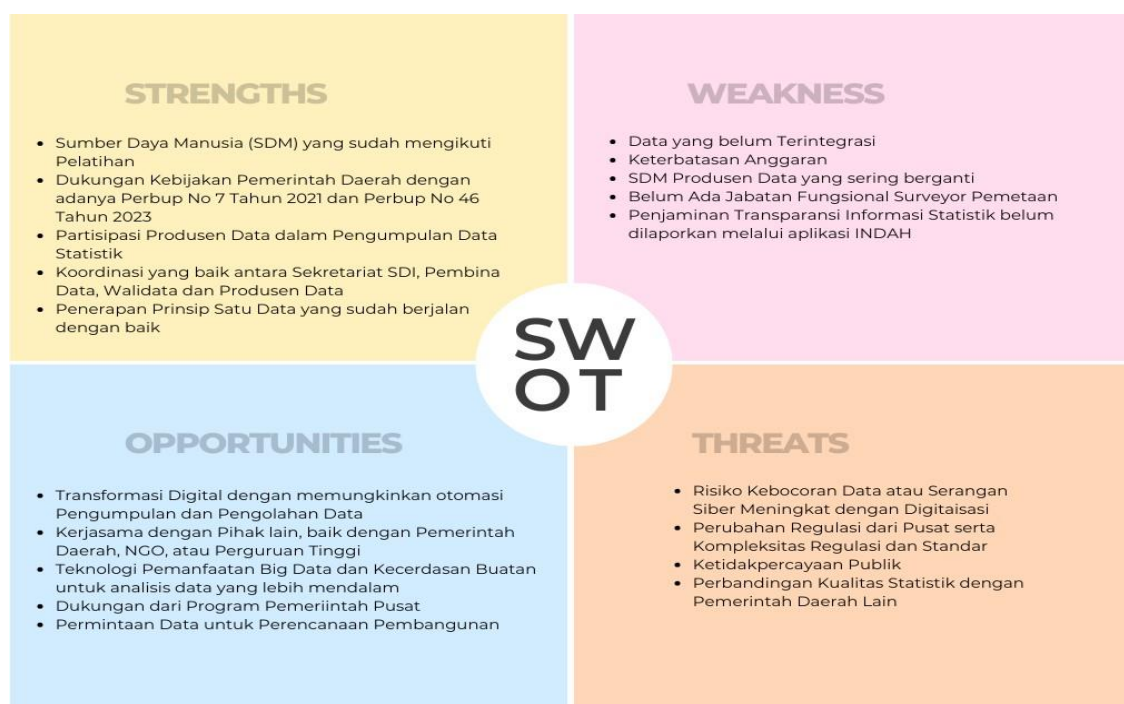 STRENGTHS
• Sumber Daya Manusia (SDM) yang sudah mengikuti
Pelatihan
• Dukungan Kebijakan Pemerintah Daerah dengan
adanya Perbup No 7 Tahun 2021 dan Perbup No 46
Tahun 2023
• Partisipasi Produsen Data dalam Pengumpulan Data
Statistik
• Koordinasi yang baik antara Sekretariat SDI, Pembina
Data, Walidata dan Produsen Data
• Penerapan Prinsip Satu Data yang sudah berjalan
dengan baik
WEAKNESS
• Data yang belum Terintegrasi
• Keterbatasan Anggaran
• SDM Produsen Data yang sering berganti
• Belum Ada Jabatan Fungsional Surveyor Pemetaan
• Penjaminan Transparansi Informasi Statistik belum
dilaporkan melalui aplikasi INDAH
SW
OT
OPPORTUNITIES
• Transformasi Digital dengan memungkinkan otomasi
Pengumpulan dan Pengolahan Data
• Kerjasama dengan Pihak lain, baik dengan Pemerintah
Daerah, NGO, atau Perguruan Tinggi
• Teknologi Pemanfaatan Big Data dan Kecerdasan Buatan
untuk analisis data yang lebih mendalam
• Dukungan dari Program Pemeriintah Pusat
• Permintaan Data untuk Perencanaan Pembangunan
THREATS
• Risiko Kebocoran Data atau Serangan
Siber Meningkat dengan Digitaisasi
• Perubahan Regulasi dari Pusat serta
Kompleksitas Regulasi dan Standar
• Ketidakpercayaan Publik
• Perbandingan Kualitas Statistik dengan
Pemerintah Daerah Lain